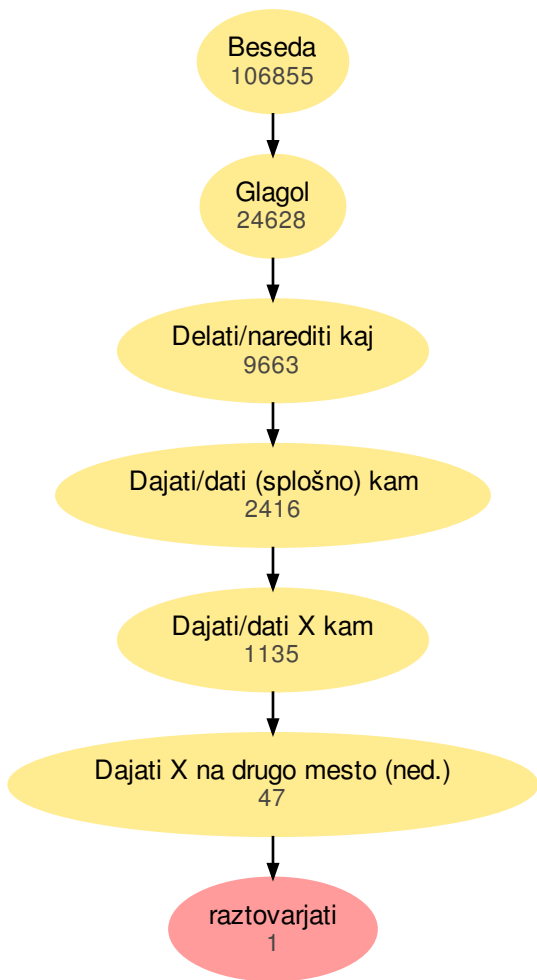 Beseda
106855
Glagol
24628
Delati/narediti kaj
9663
Dajati/dati (splošno) kam
2416
Dajati/dati X kam
1135
Dajati X na drugo mesto (ned.)
47
raztovarjati
1